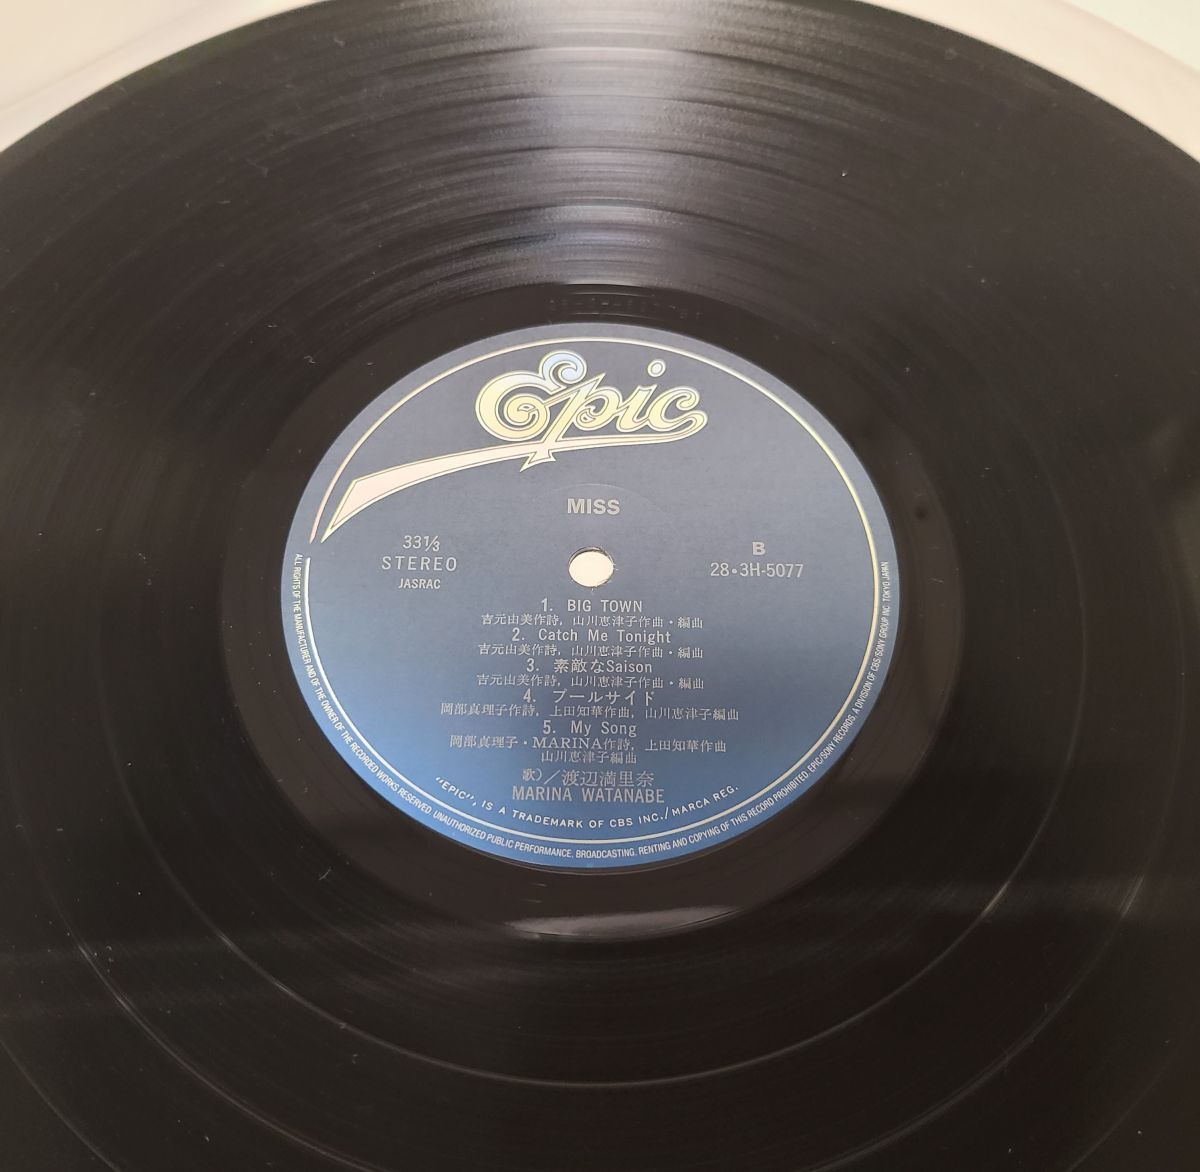 Epic
MISS
33⅓
STEREO
JASRAC
B
28・3H-5077
1. BIG TOWN
吉元由美作詩, 山川恵津子作曲・編曲
2. Catch Me Tonight
吉元由美作詩, 山川恵津子作曲・編曲
3. 素敵なSaison
吉元由美作詩, 山川恵津子作曲・編曲
4. プールサイド
岡部真理子作詩, 上田知華作曲, 山川恵津子編曲
5. My Song
岡部真理子・MARINA作詩, 上田知華作曲
山川恵津子編曲
歌）／渡辺満里奈
MARINA WATANABE
"EPIC", IS A TRADEMARK OF CBS INC./MARCA REG.
ALL RIGHTS OF THE MANUFACTURER AND OF THE OWNER OF THE RECORDED WORKS RESERVED. UNAUTHORIZED PUBLIC PERFORMANCE, BROADCASTING, RENTING AND COPYING OF THIS RECORD PROHIBITED. EPIC/SONY RECORDS, A DIVISION OF CBS/SONY GROUP INC. TOKYO JAPAN